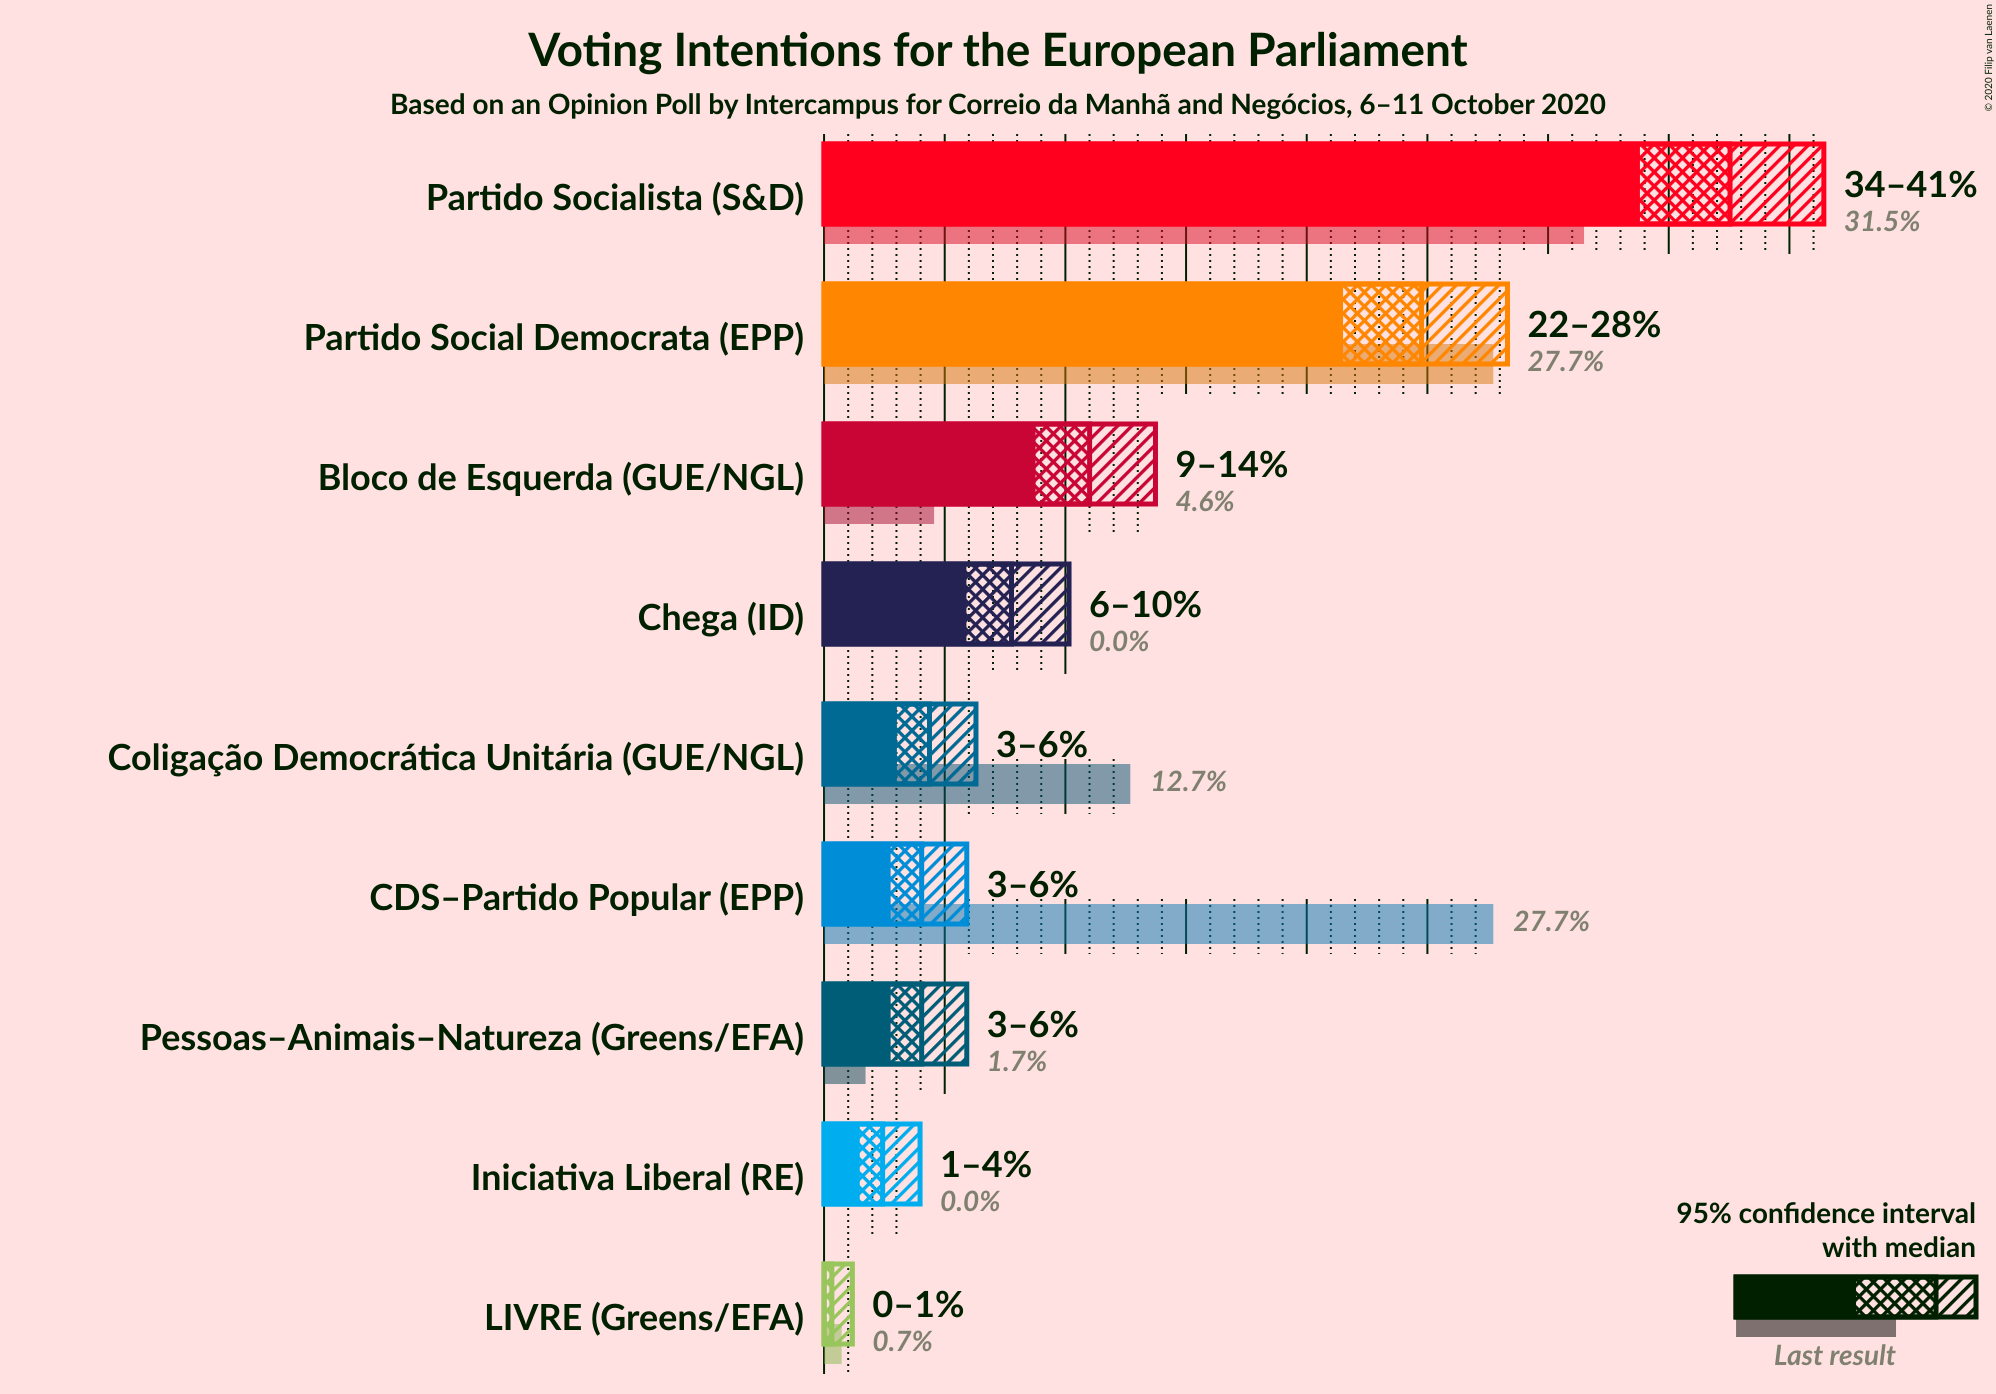 Voting Intentions for the European Parliament
Based on an Opinion Poll by Intercampus for Correio da Manhã and Negócios, 6–11 October 2020
© 2020 Filip van Laenen
Partido Socialista (S&D)
34–41%
31.5%
Partido Social Democrata (EPP)
22–28%
27.7%
Bloco de Esquerda (GUE/NGL)
9–14%
4.6%
Chega (ID)
6–10%
0.0%
Coligação Democrática Unitária (GUE/NGL)
3–6%
12.7%
CDS–Partido Popular (EPP)
3–6%
27.7%
Pessoas–Animais–Natureza (Greens/EFA)
3–6%
1.7%
Iniciativa Liberal (RE)
1–4%
0.0%
LIVRE (Greens/EFA)
0–1%
0.7%
95% confidence interval
with median
Last result